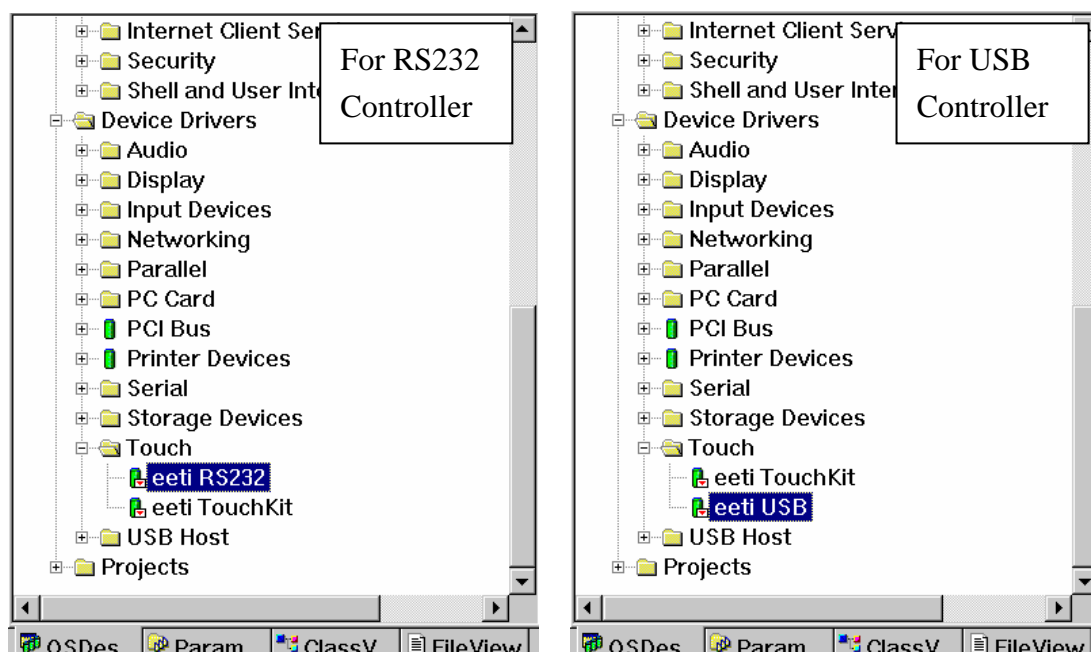 Internet Client Ser
Security
Shell and User Int
Device Drivers
Audio
Display
Input Devices
Networking
Parallel
PC Card
PCI Bus
Printer Devices
Serial
Storage Devices
Touch
eeti RS232
eeti TouchKit
USB Host
Projects
For RS232
Controller
OSDes
Param
ClassV
FileView
Internet Client Serv
Security
Shell and User Inter
Device Drivers
Audio
Display
Input Devices
Networking
Parallel
PC Card
PCI Bus
Printer Devices
Serial
Storage Devices
Touch
eeti TouchKit
eeti USB
USB Host
Projects
For USB
Controller
OSDes
Param
ClassV
FileView